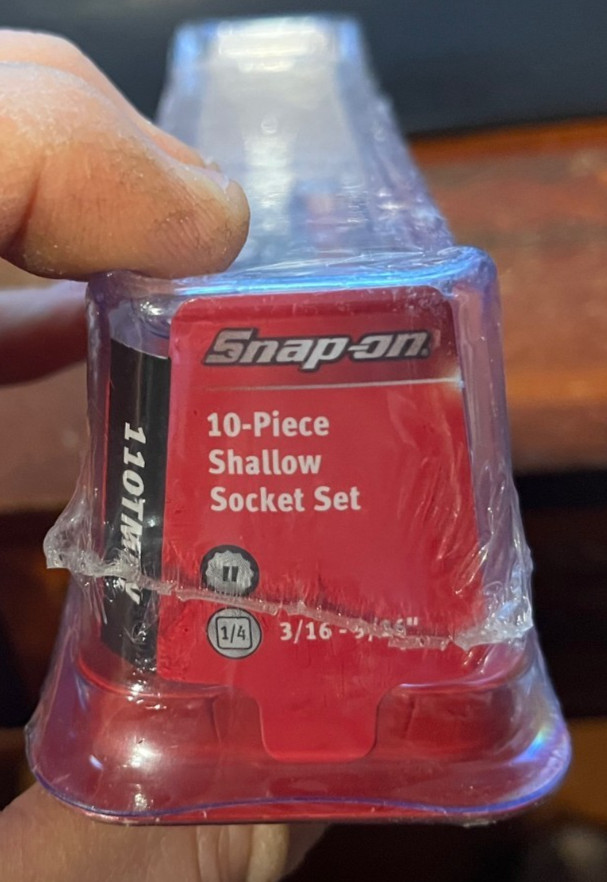 Snap-on
10-Piece
Shallow
Socket Set
1/4
3/16 -
110TM